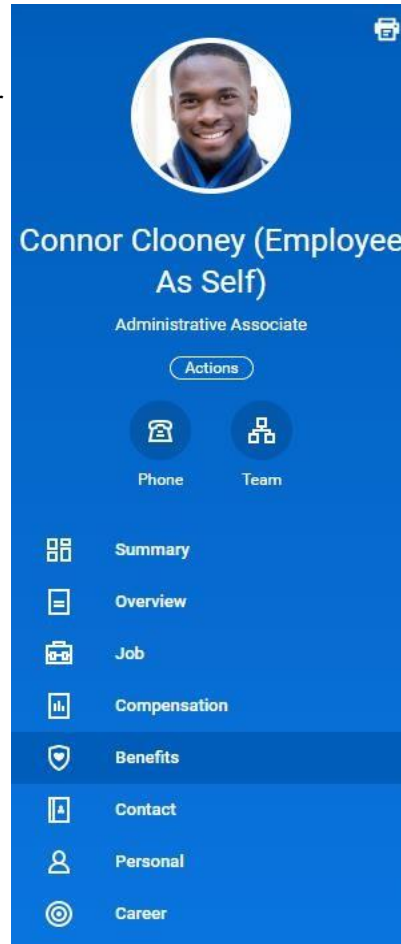 Connor Clooney (Employee
As Self)
Administrative Associate
Actions
Phone Team
Summary
Overview
Job
Compensation
Benefits
Contact
Personal
Career